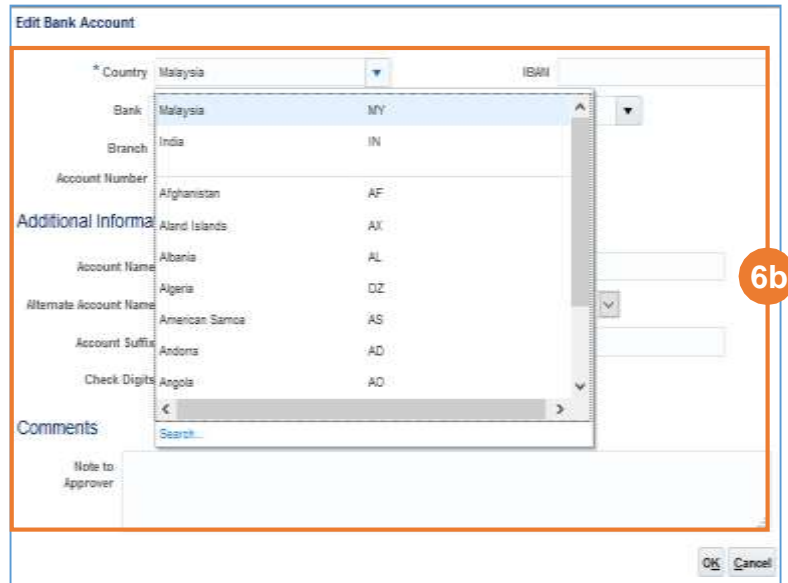 Edit Bank Account
* Country Malaysia IBAN
Bank Malaysia MY
Branch India IN
Account Number
Afghanistan AF
Additional Informa Aland Islands AX
Albania AL
Account Name
Algeria DZ
6b
Alternate Account Name
American Samoa AS
Account Suffix
Andorra AD
Check Digits Angola AO
Comments
Search...
Note to
Approver
OK Cancel